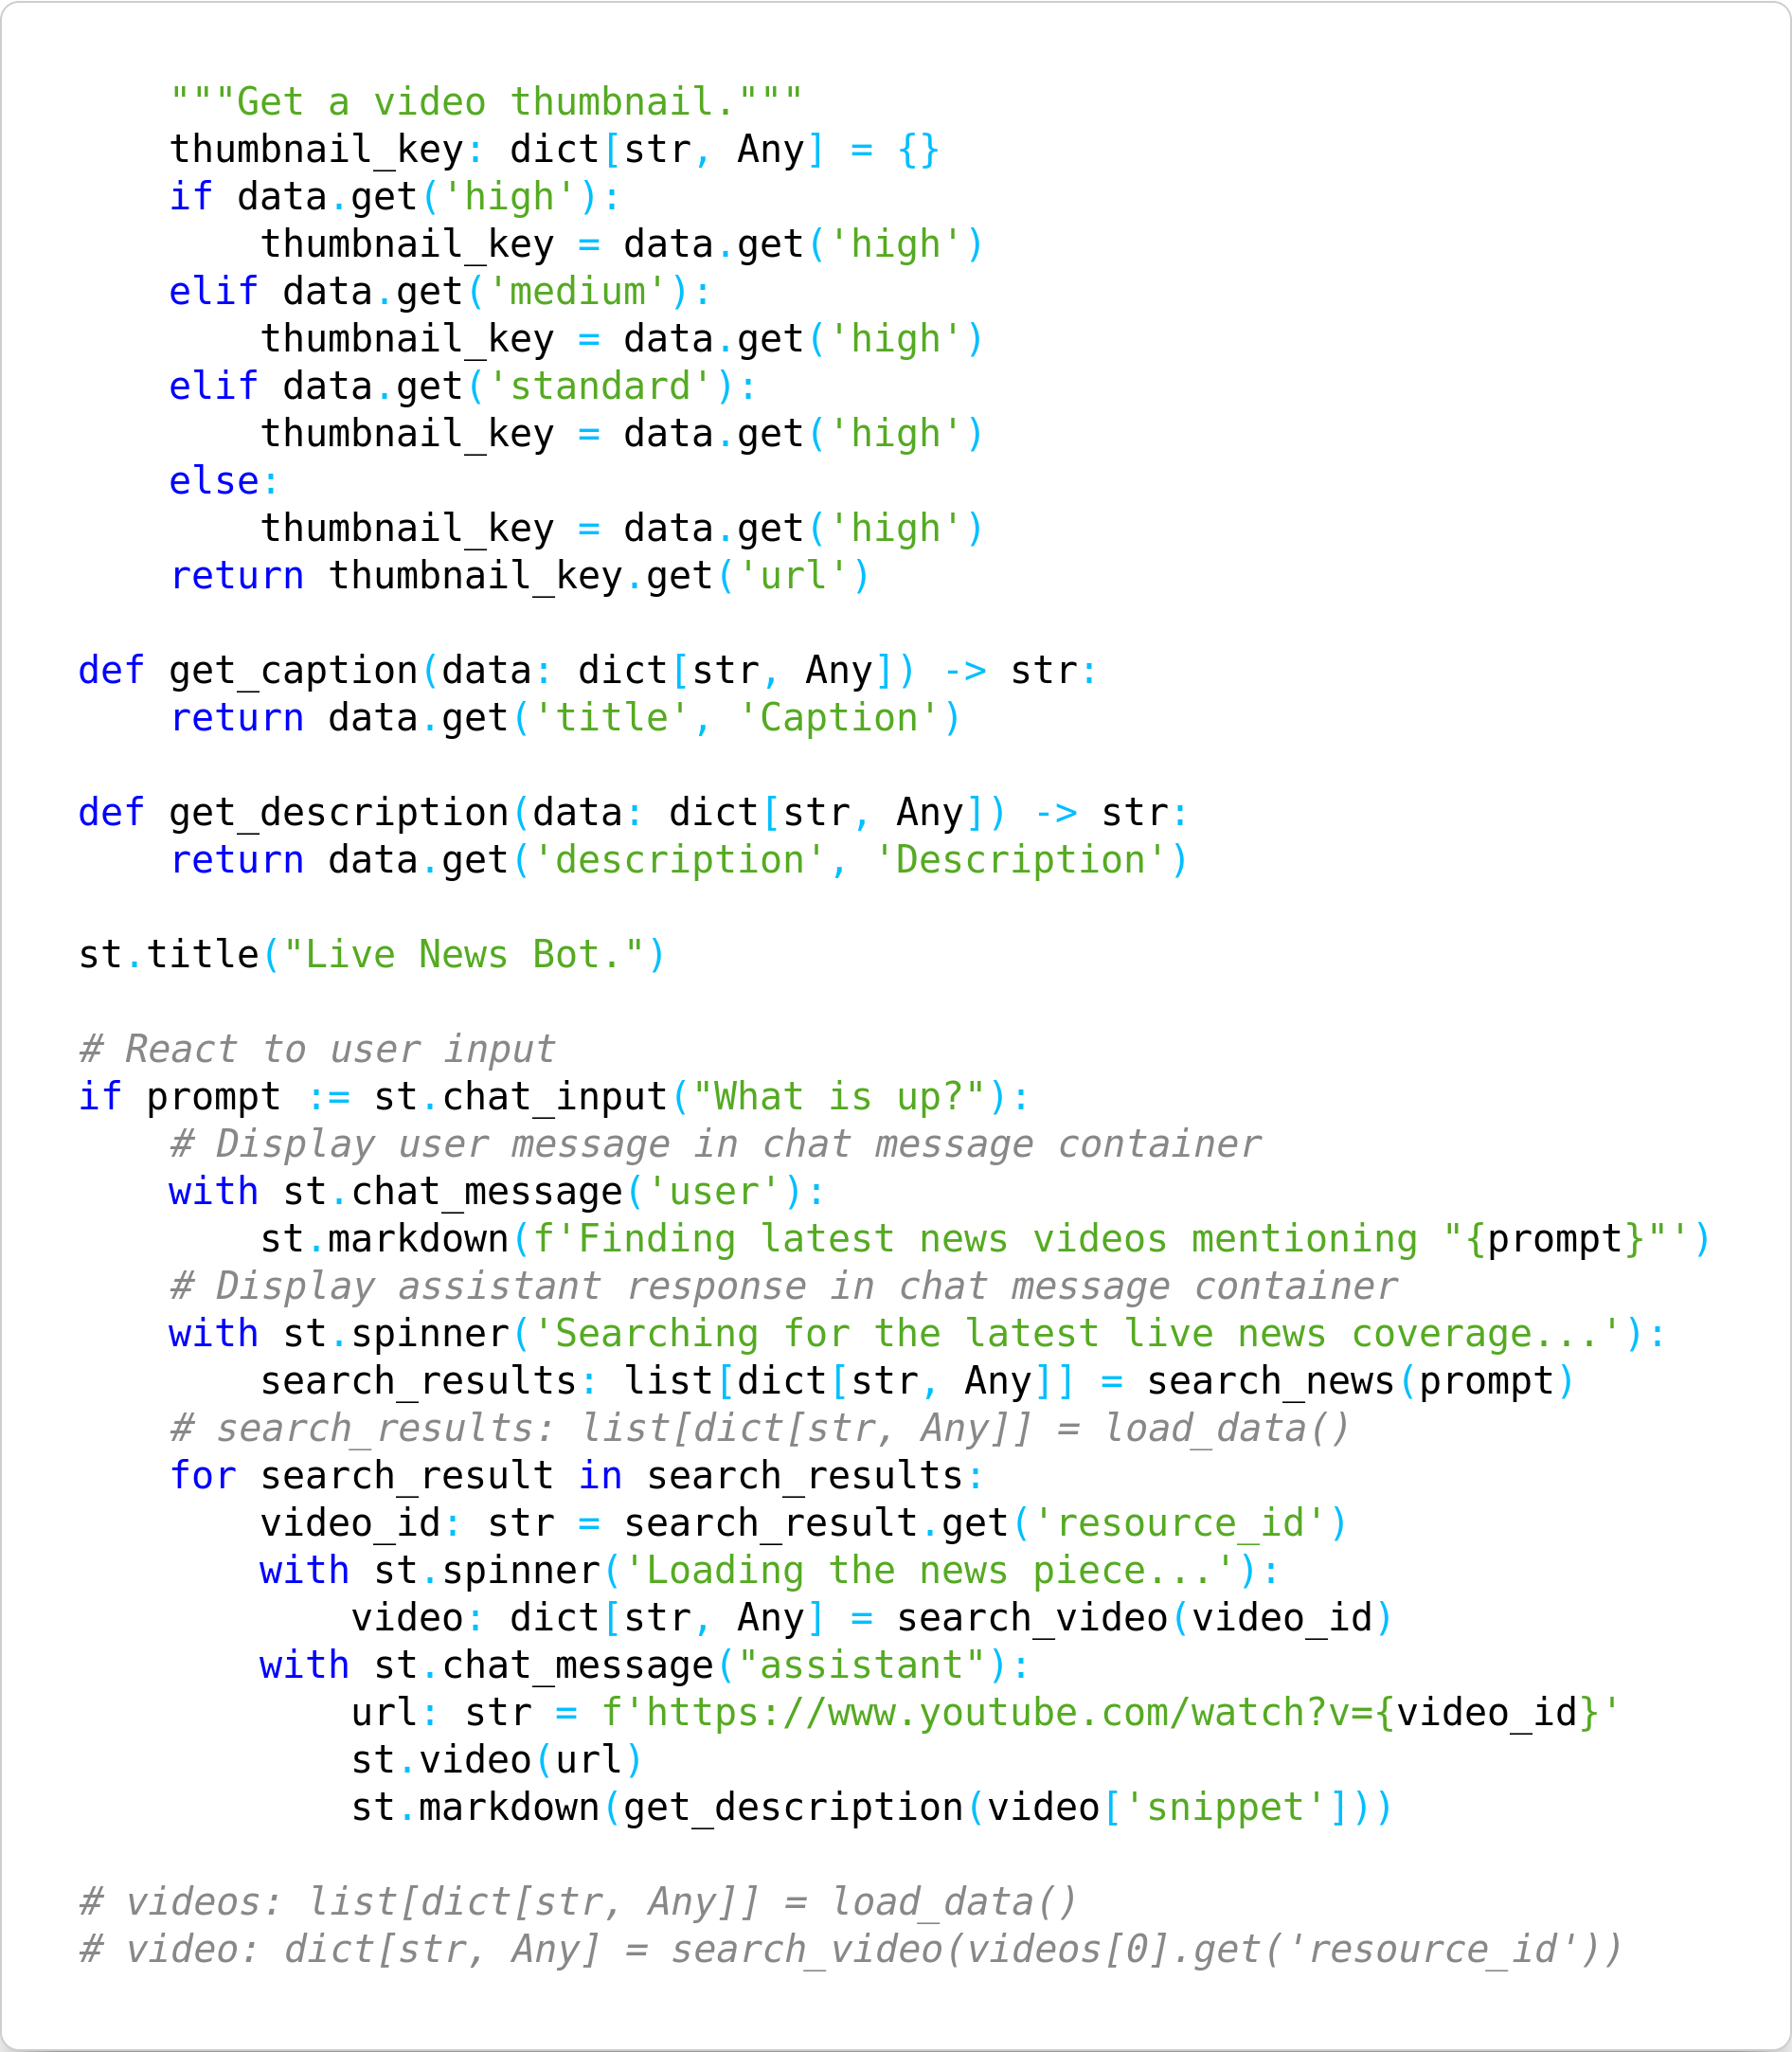 """Get a video thumbnail."""
    thumbnail_key: dict[str, Any] = {}
    if data.get('high'):
        thumbnail_key = data.get('high')
    elif data.get('medium'):
        thumbnail_key = data.get('high')
    elif data.get('standard'):
        thumbnail_key = data.get('high')
    else:
        thumbnail_key = data.get('high')
    return thumbnail_key.get('url')

def get_caption(data: dict[str, Any]) -> str:
    return data.get('title', 'Caption')

def get_description(data: dict[str, Any]) -> str:
    return data.get('description', 'Description')

st.title("Live News Bot.")

# React to user input
if prompt := st.chat_input("What is up?"):
    # Display user message in chat message container
    with st.chat_message('user'):
        st.markdown(f'Finding latest news videos mentioning "{prompt}"')
    # Display assistant response in chat message container
    with st.spinner('Searching for the latest live news coverage...'):
        search_results: list[dict[str, Any]] = search_news(prompt)
    # search_results: list[dict[str, Any]] = load_data()
    for search_result in search_results:
        video_id: str = search_result.get('resource_id')
        with st.spinner('Loading the news piece...'):
            video: dict[str, Any] = search_video(video_id)
        with st.chat_message("assistant"):
            url: str = f'https://www.youtube.com/watch?v={video_id}'
            st.video(url)
            st.markdown(get_description(video['snippet']))

# videos: list[dict[str, Any]] = load_data()
# video: dict[str, Any] = search_video(videos[0].get('resource_id'))